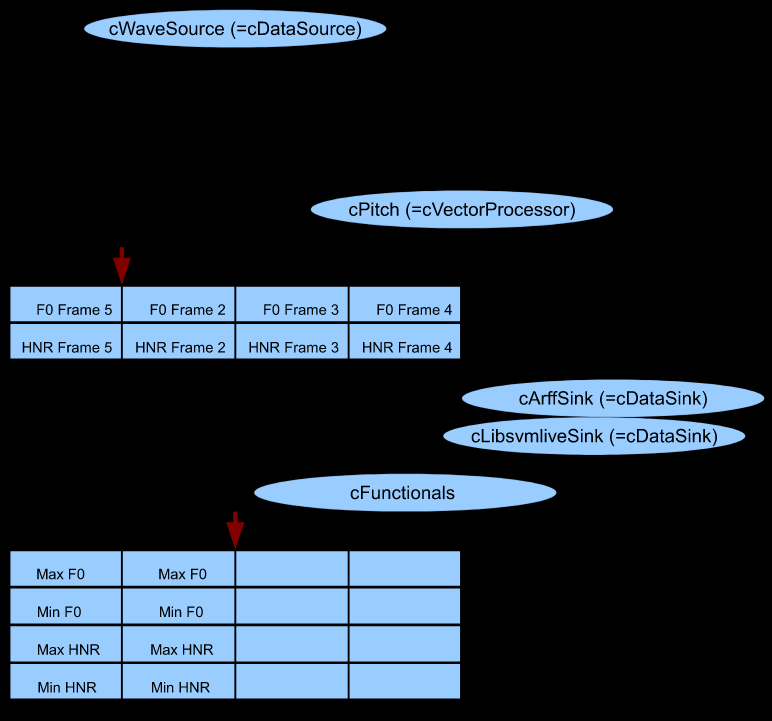 cWaveSource (=cDataSource)
cPitch (=cVectorProcessor)
F0 Frame 5 F0 Frame 2 F0 Frame 3 F0 Frame 4
HNR Frame 5 HNR Frame 2 HNR Frame 3 HNR Frame 4
cArffSink (=cDataSink)
cLibsvmliveSink (=cDataSink)
cFunctionals
Max F0 Max F0
Min F0 Min F0
Max HNR Max HNR
Min HNR Min HNR